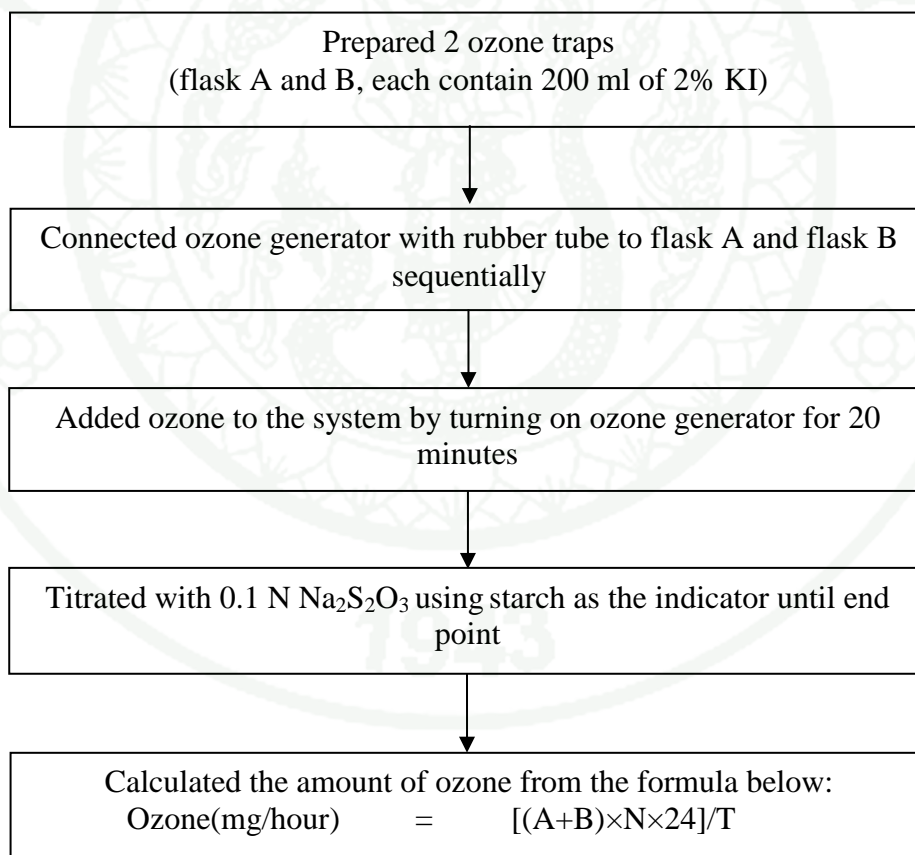 Prepared 2 ozone traps
(flask A and B, each contain 200 ml of 2% KI)
Connected ozone generator with rubber tube to flask A and flask B
sequentially
Added ozone to the system by turning on ozone generator for 20
minutes
Titrated with 0.1 N Na₂S₂O₃ using starch as the indicator until end
point
1943
Calculated the amount of ozone from the formula below:
Ozone(mg/hour) = [(A+B)×N×24]/T